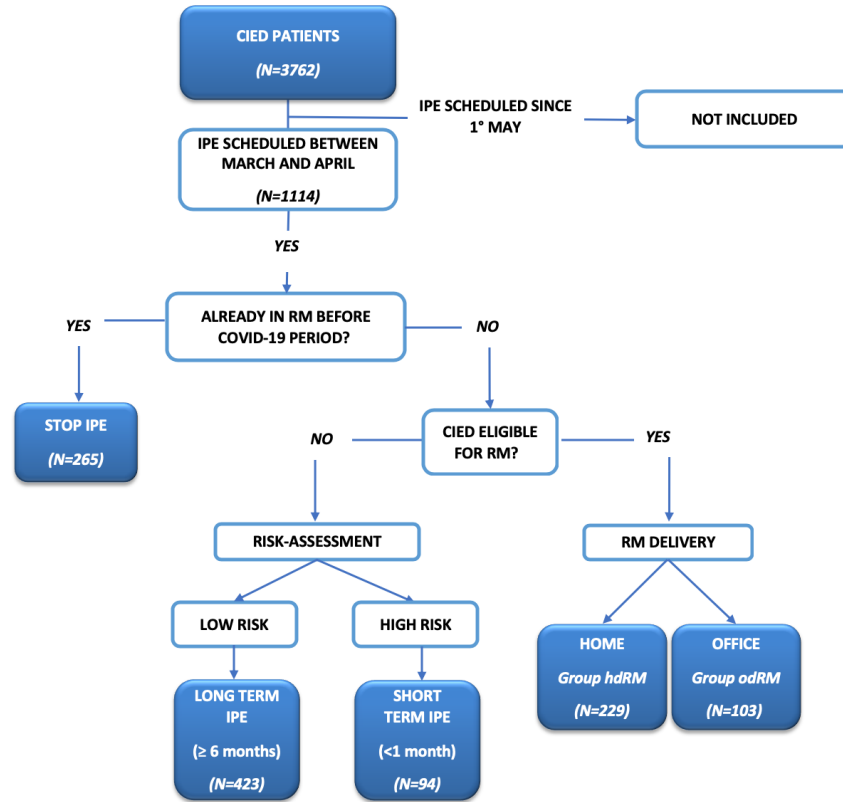 CIED PATIENTS
(N=3762)
IPE SCHEDULED SINCE
1° MAY
NOT INCLUDED
IPE SCHEDULED BETWEEN
MARCH AND APRIL
(N=1114)
YES
ALREADY IN RM BEFORE
COVID-19 PERIOD?
YES
NO
STOP IPE
(N=265)
CIED ELIGIBLE
FOR RM?
NO
YES
RISK-ASSESSMENT
RM DELIVERY
LOW RISK
HIGH RISK
HOME
Group hdRM
(N=229)
OFFICE
Group odRM
(N=103)
LONG TERM
IPE
(≥ 6 months)
(N=423)
SHORT
TERM IPE
(<1 month)
(N=94)